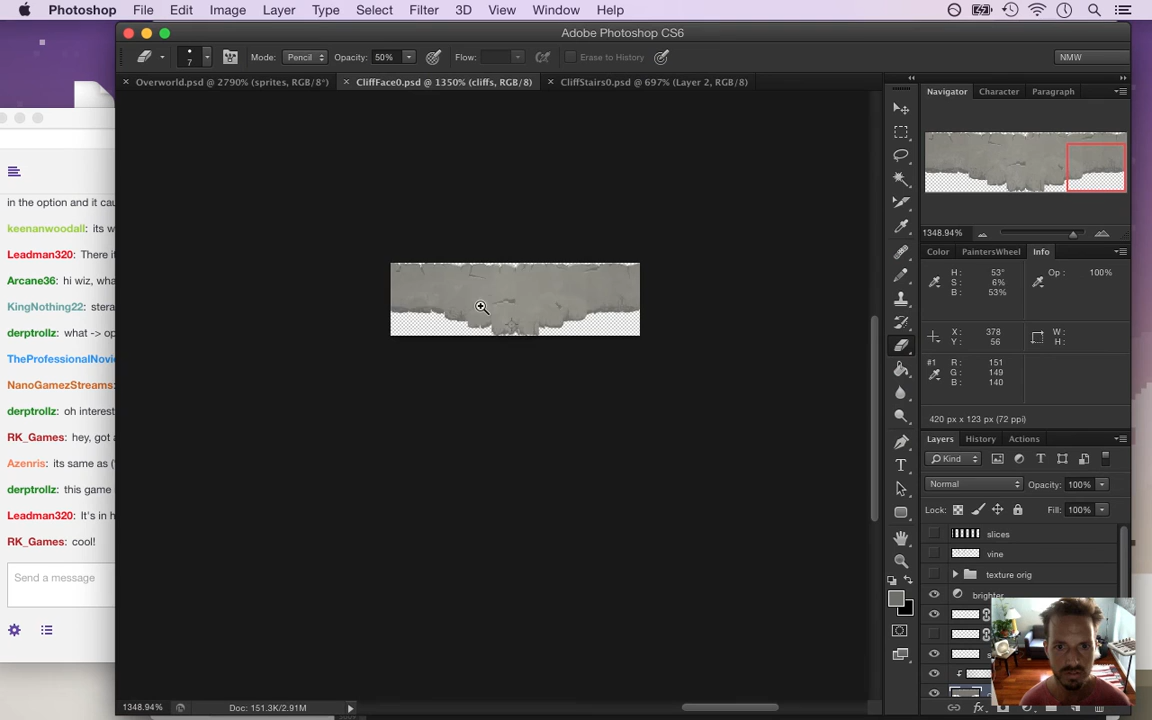 Photoshop File Edit Image Layer Type Select Filter 3D View Window Help
Adobe Photoshop CS6
7 Mode: Pencil Opacity: 50% Flow: Erase to History NMW
× Overworld.psd @ 2790% (sprites, RGB/8*) × CliffFace0.psd @ 1350% (cliffs, RGB/8) × CliffStairs0.psd @ 697% (Layer 2, RGB/8)
Navigator Character Paragraph
1348.94%
Color PaintersWheel Info
H: 53° Op: 100%
S: 6%
B: 53%
X: 378 W:
Y: 56 H:
#1 R: 151
G: 149
B: 140
420 px x 123 px (72 ppi)
Layers History Actions
Kind
Normal Opacity: 100%
Lock: Fill: 100%
slices
vine
texture orig
brighter
s
in the option and it cau
keenanwoodall: its w
Leadman320: There it
Arcane36: hi wiz, wha
KingNothing22: stera
derptrollz: what -> op
TheProfessionalNovic
NanoGamezStreams:
derptrollz: oh interest
RK_Games: hey, got a
Azenris: its same as (
derptrollz: this game
Leadman320: It's in h
RK_Games: cool!
Send a message
1348.94% Doc: 151.3K/2.91M